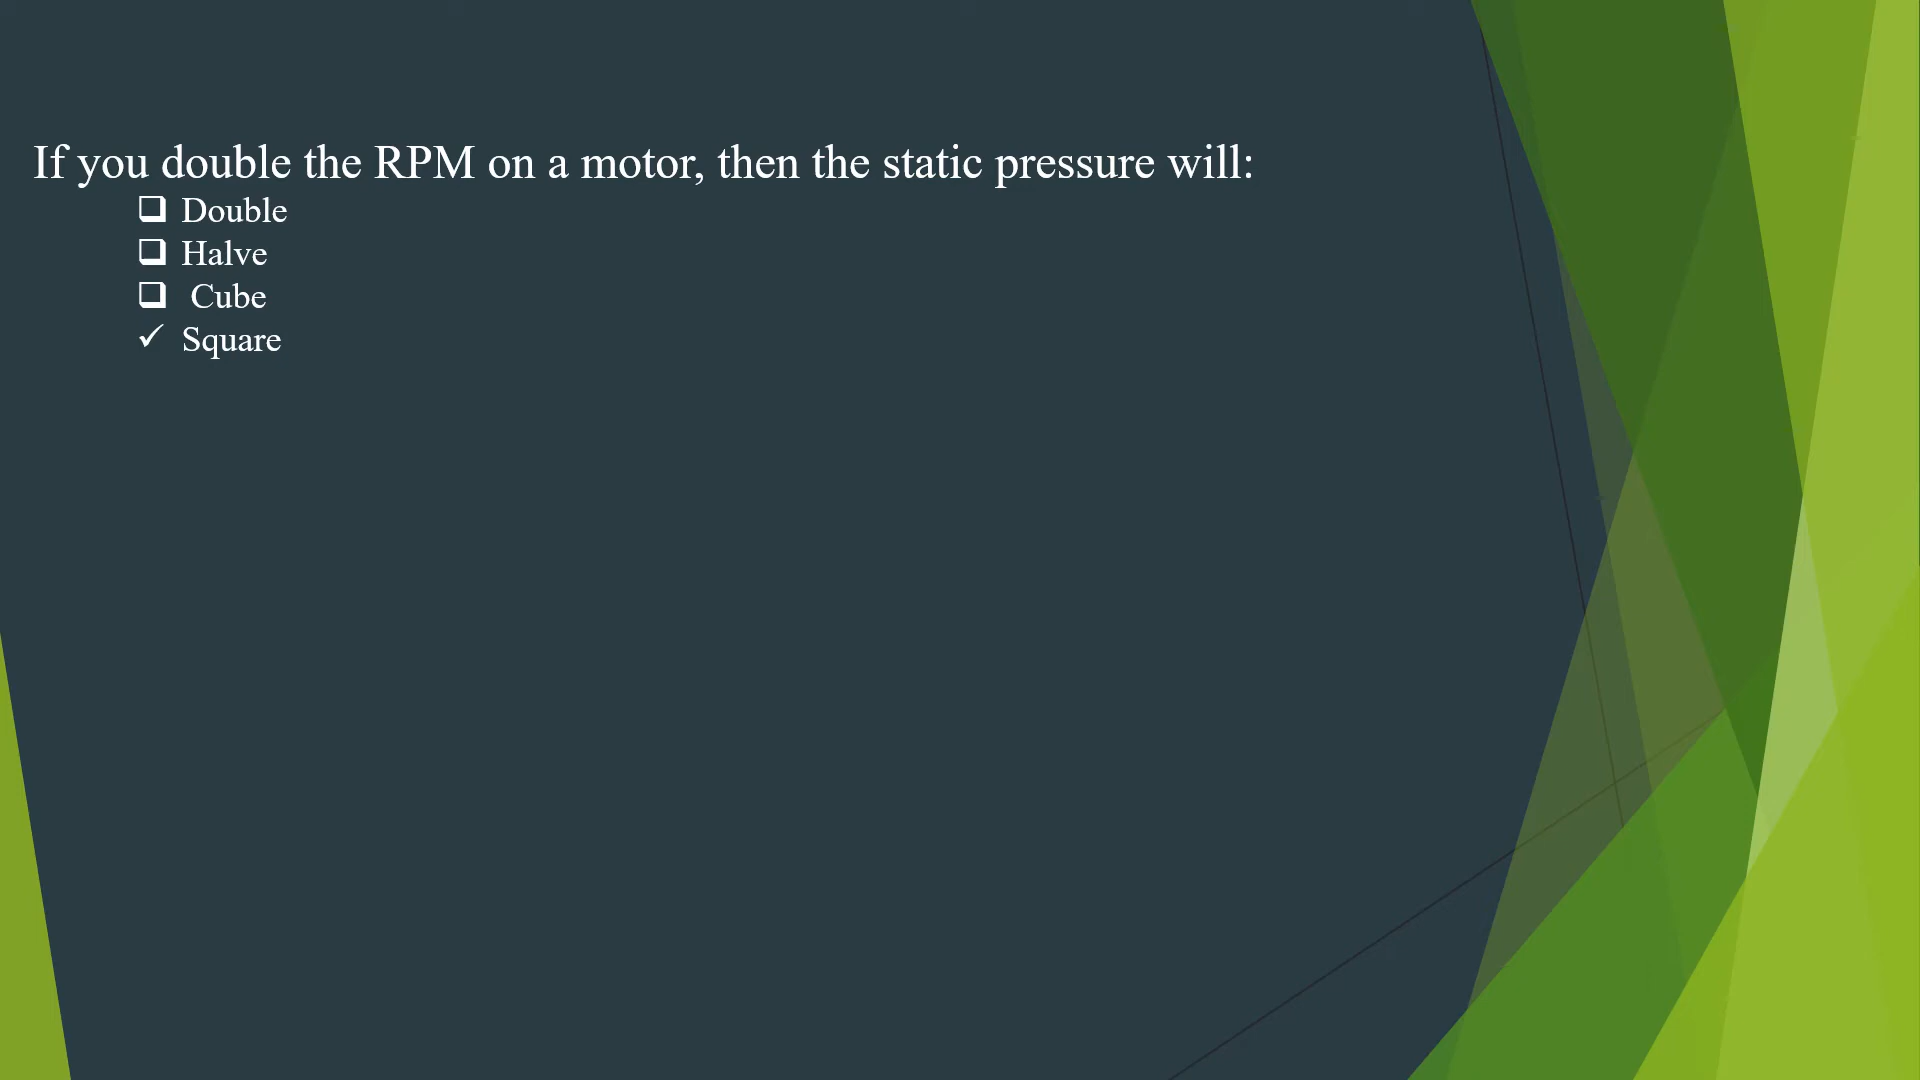 If you double the RPM on a motor, then the static pressure will:
❑ Double
❑ Halve
❑ Cube
✓ Square